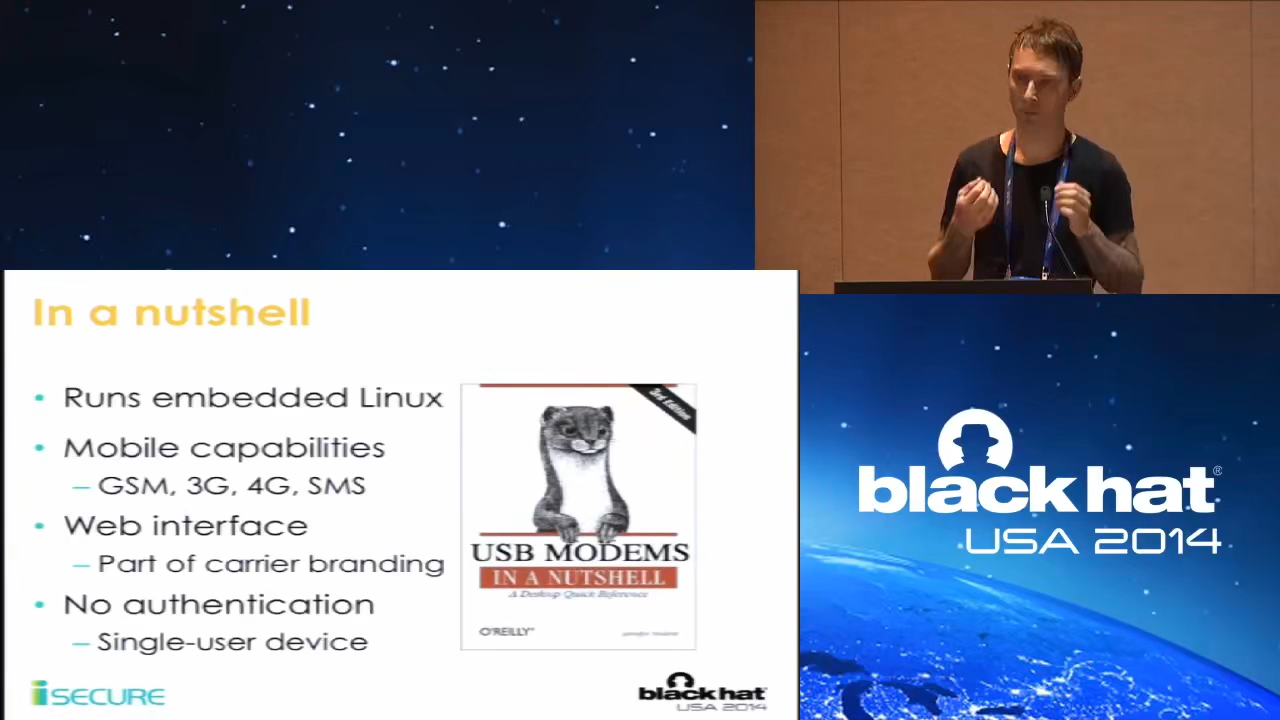 In a nutshell
• Runs embedded Linux
• Mobile capabilities
– GSM, 3G, 4G, SMS
• Web interface
– Part of carrier branding
• No authentication
– Single-user device
3rd Edition
USB MODEMS
IN A NUTSHELL
A Desktop Quick Reference
O'REILLY®
iSECURE
black hat
USA 2014
black hat®
USA 2014